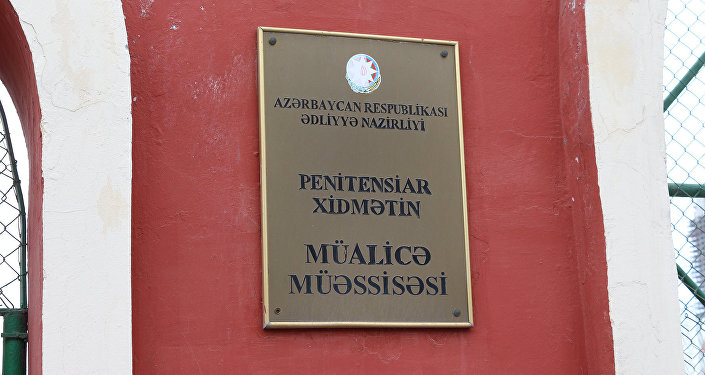 AZƏRBAYCAN RESPUBLİKASI
ƏDLİYYƏ NAZİRLİYİ
PENİTENSİAR
XİDMƏTİN
MÜALİCƏ
MÜƏSSİSƏSİ